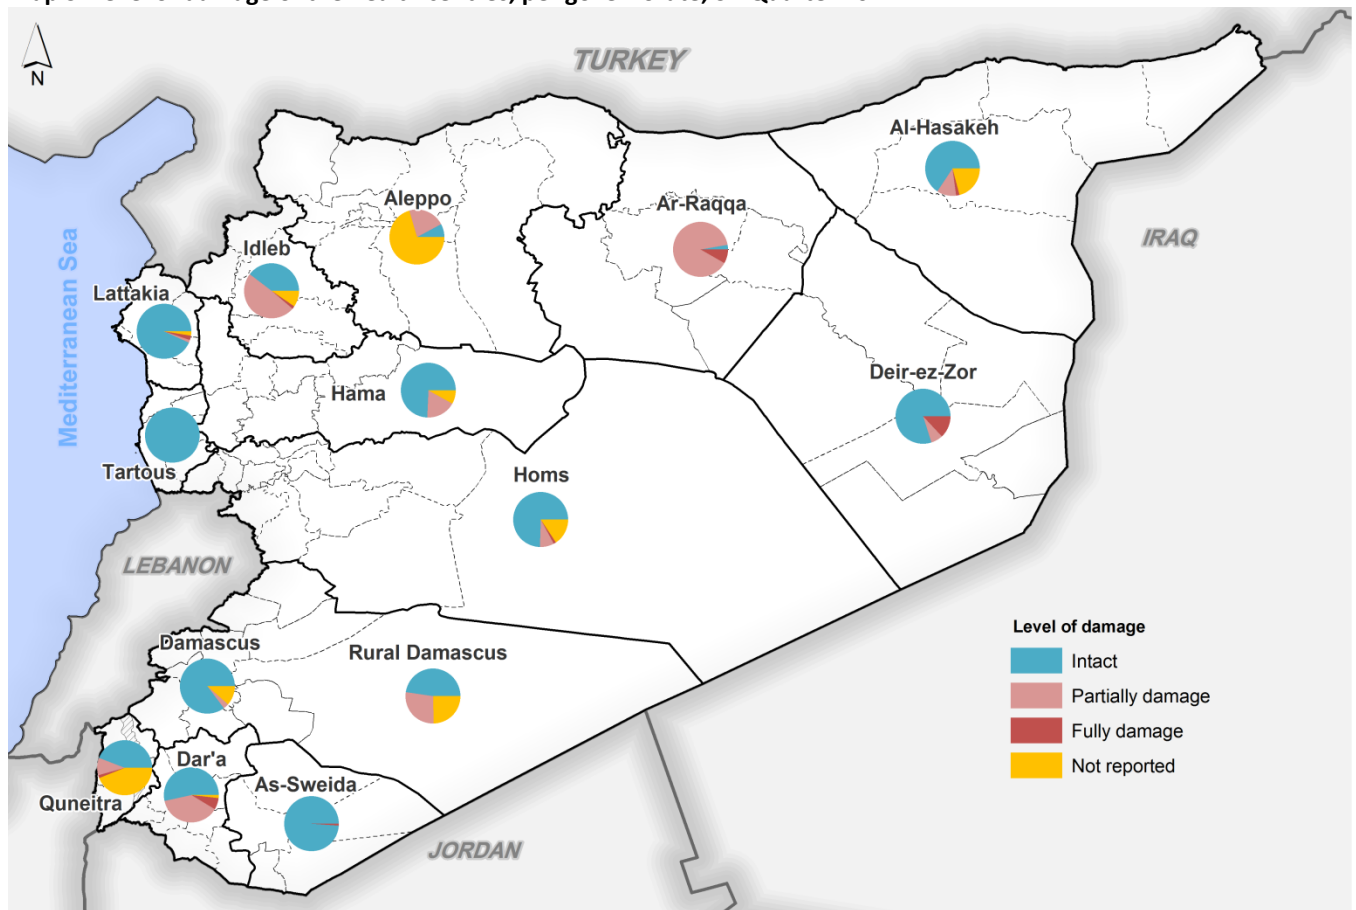 N
TURKEY
Al-Hasakeh
Aleppo
Ar-Raqqa
IRAQ
Idleb
Mediterranean Sea
Lattakia
Deir-ez-Zor
Hama
Tartous
Homs
LEBANON
Level of damage
Intact
Partially damage
Fully damage
Not reported
Damascus
Rural Damascus
Dar'a
As-Sweida
Quneitra
JORDAN